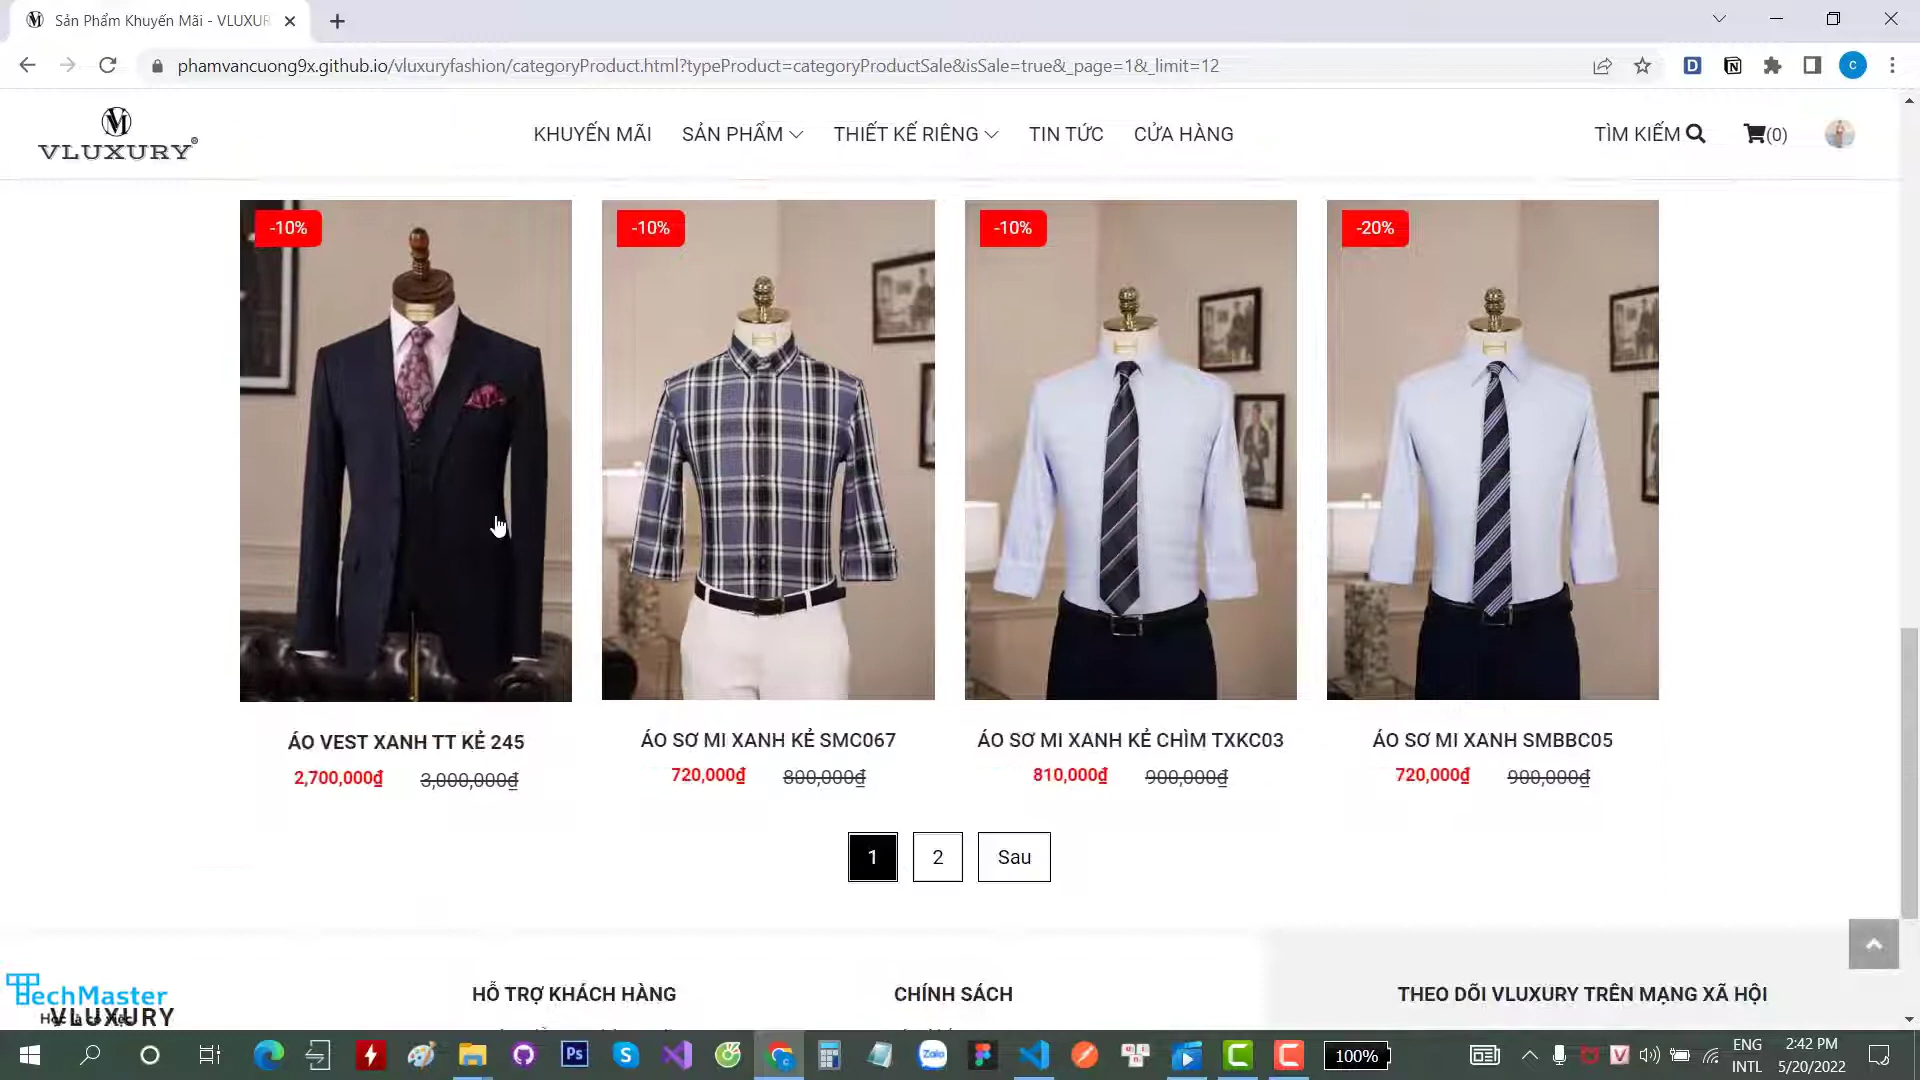 Sản Phẩm Khuyến Mãi - VLUXUR
phamvancuong9x.github.io/vluxuryfashion/categoryProduct.html?typeProduct=categoryProductSale&isSale=true&_page=1&_limit=12
C
VLUXURY®
KHUYẾN MÃI
SẢN PHẨM
THIẾT KẾ RIÊNG
TIN TỨC
CỬA HÀNG
TÌM KIẾM
(0)
-10%
-10%
-10%
-20%
ÁO VEST XANH TT KẺ 245
2,700,000₫ 3,000,000₫
ÁO SƠ MI XANH KẺ SMC067
720,000₫ 800,000₫
ÁO SƠ MI XANH KẺ CHÌM TXKC03
810,000₫ 900,000₫
ÁO SƠ MI XANH SMBBC05
720,000₫ 900,000₫
1 2 Sau
TechMaster
VLUXURY
HỖ TRỢ KHÁCH HÀNG
CHÍNH SÁCH
THEO DÕI VLUXURY TRÊN MẠNG XÃ HỘI
Ps
Zalo
100%
ENG
INTL
2:42 PM
5/20/2022